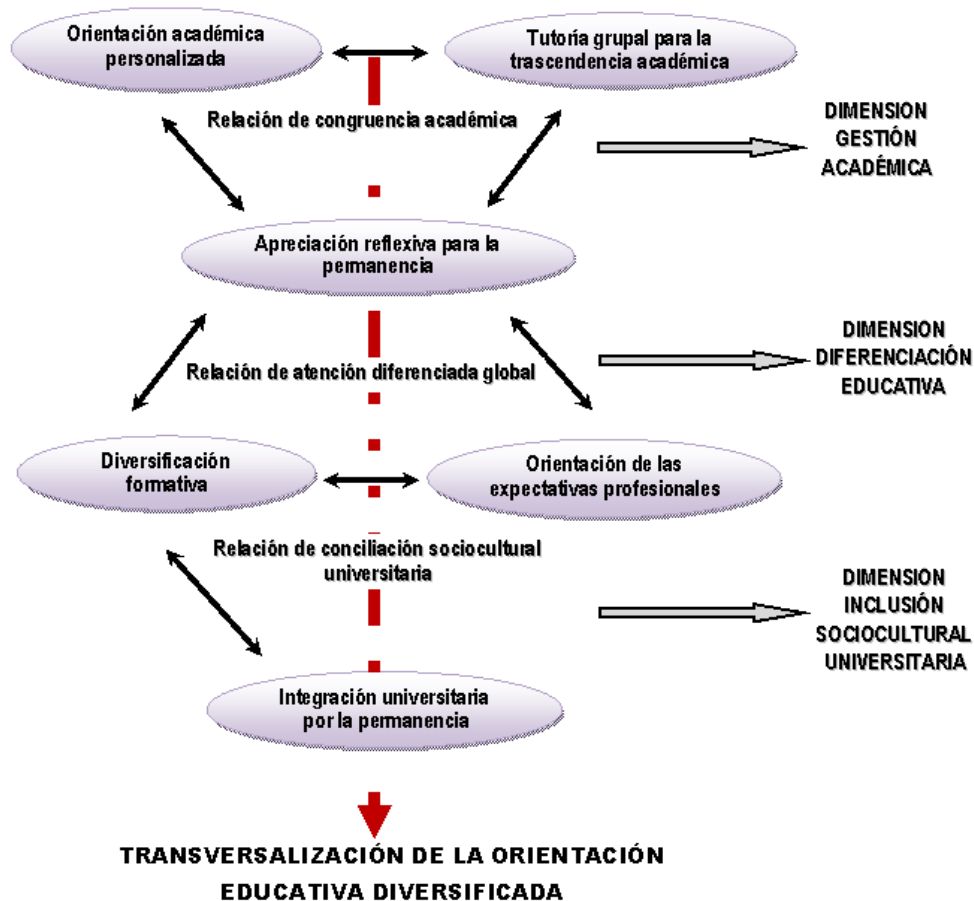 Orientación académica
personalizada
Tutoría grupal para la
trascendencia académica
Relación de congruencia académica
DIMENSION
GESTIÓN
ACADÉMICA
Apreciación reflexiva para la
permanencia
Relación de atención diferenciada global
DIMENSION
DIFERENCIACIÓN
EDUCATIVA
Diversificación
formativa
Orientación de las
expectativas profesionales
Relación de conciliación sociocultural
universitaria
DIMENSION
INCLUSIÓN
SOCIOCULTURAL
UNIVERSITARIA
Integración universitaria
por la permanencia
TRANSVERSALIZACIÓN DE LA ORIENTACIÓN
EDUCATIVA DIVERSIFICADA